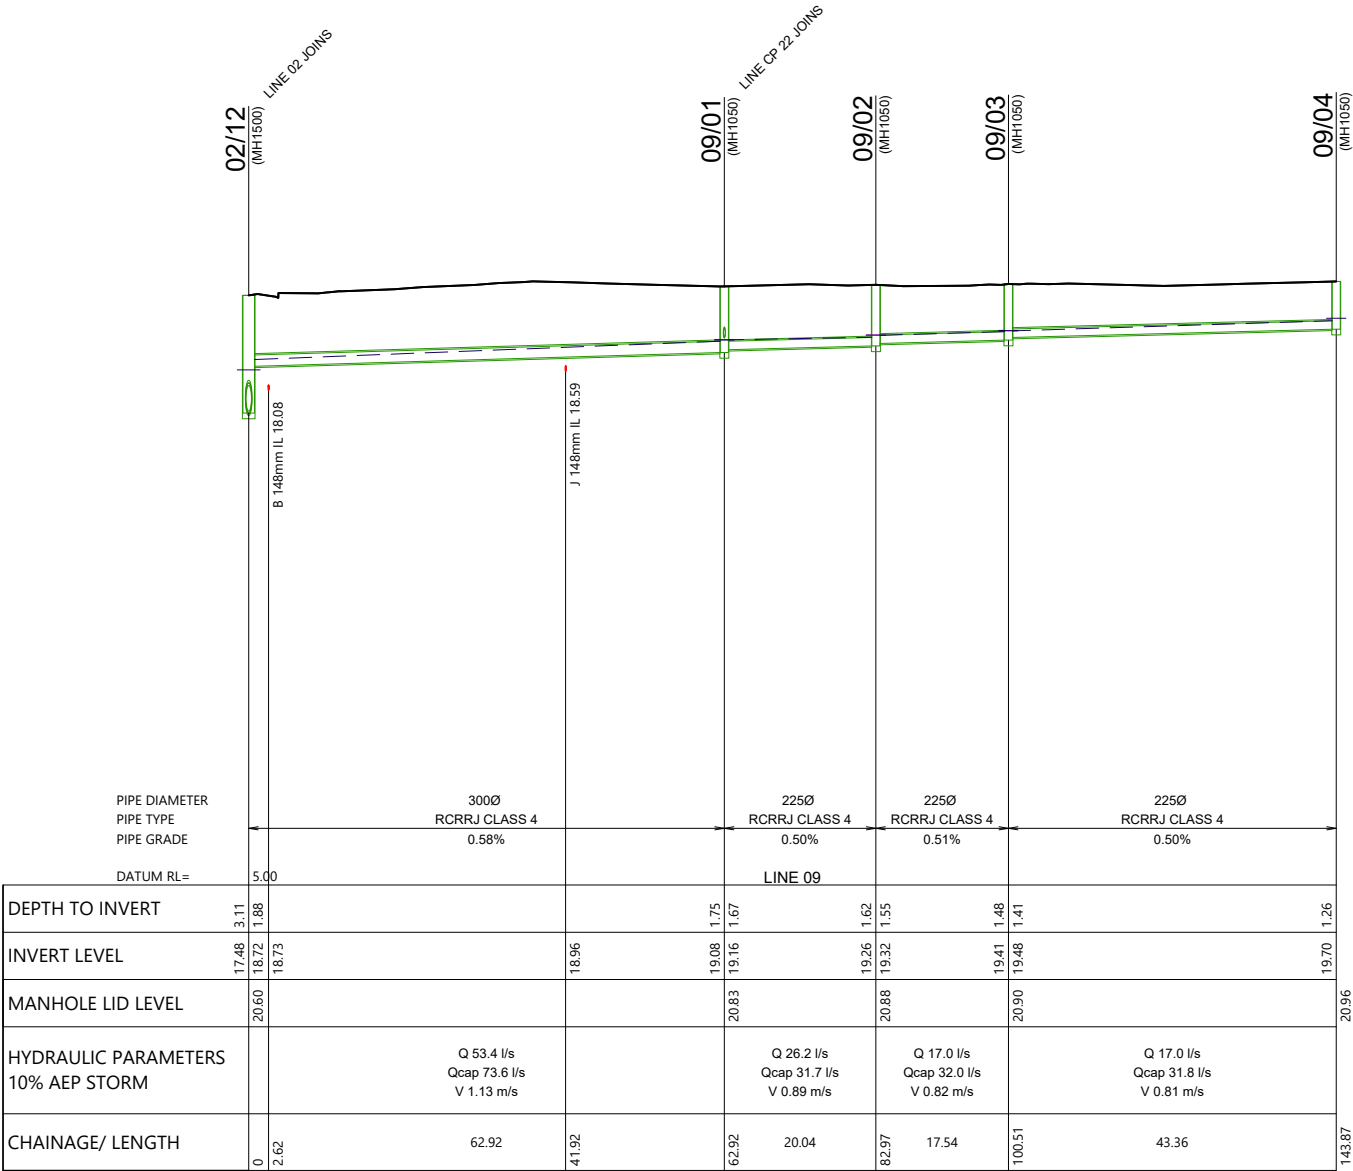 LINE 02 JOINS
LINE CP 22 JOINS
02/12
(MH1500)
09/01
(MH1050)
09/02
(MH1050)
09/03
(MH1050)
09/04
(MH1050)
B 148mm IL 18.08
J 148mm IL 18.59
PIPE DIAMETER 300Ø 225Ø 225Ø 225Ø
PIPE TYPE RCRRJ CLASS 4 RCRRJ CLASS 4 RCRRJ CLASS 4 RCRRJ CLASS 4
PIPE GRADE 0.58% 0.50% 0.51% 0.50%
DATUM RL= 5.00 LINE 09
DEPTH TO INVERT 3.11 1.88 1.75 1.67 1.62 1.55 1.48 1.41 1.26
INVERT LEVEL 17.48 18.72 18.73 18.96 19.08 19.16 19.26 19.32 19.41 19.48 19.70
MANHOLE LID LEVEL 20.60 20.83 20.88 20.90 20.96
HYDRAULIC PARAMETERS
10% AEP STORM
Q 53.4 l/s
Qcap 73.6 l/s
V 1.13 m/s
Q 26.2 l/s
Qcap 31.7 l/s
V 0.89 m/s
Q 17.0 l/s
Qcap 32.0 l/s
V 0.82 m/s
Q 17.0 l/s
Qcap 31.8 l/s
V 0.81 m/s
CHAINAGE/ LENGTH 0 2.62 62.92 41.92 62.92 20.04 82.97 17.54 100.51 43.36 143.87